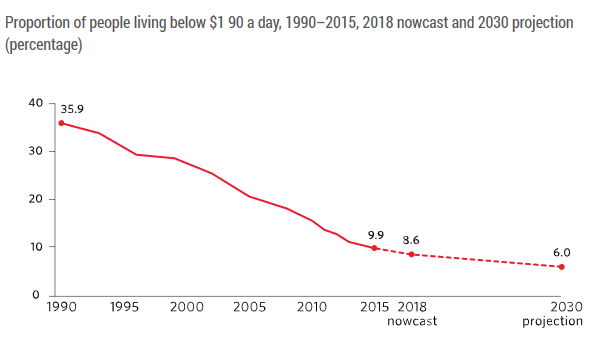 Proportion of people living below $1 90 a day, 1990–2015, 2018 nowcast and 2030 projection
(percentage)
40
35.9
30
20
10
9.9
8.6
6.0
0
1990 1995 2000 2005 2010 2015 2018 2030
nowcast projection